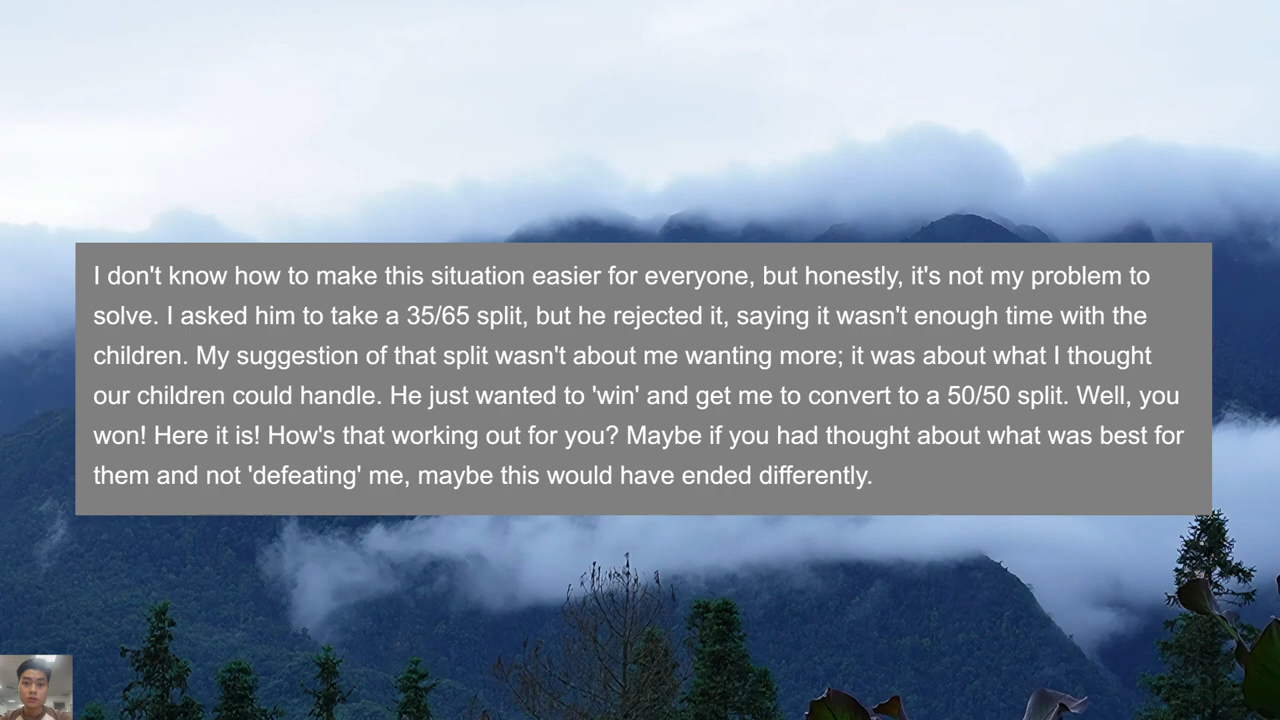 I don't know how to make this situation easier for everyone, but honestly, it's not my problem to
solve. I asked him to take a 35/65 split, but he rejected it, saying it wasn't enough time with the
children. My suggestion of that split wasn't about me wanting more; it was about what I thought
our children could handle. He just wanted to 'win' and get me to convert to a 50/50 split. Well, you
won! Here it is! How's that working out for you? Maybe if you had thought about what was best for
them and not 'defeating' me, maybe this would have ended differently.